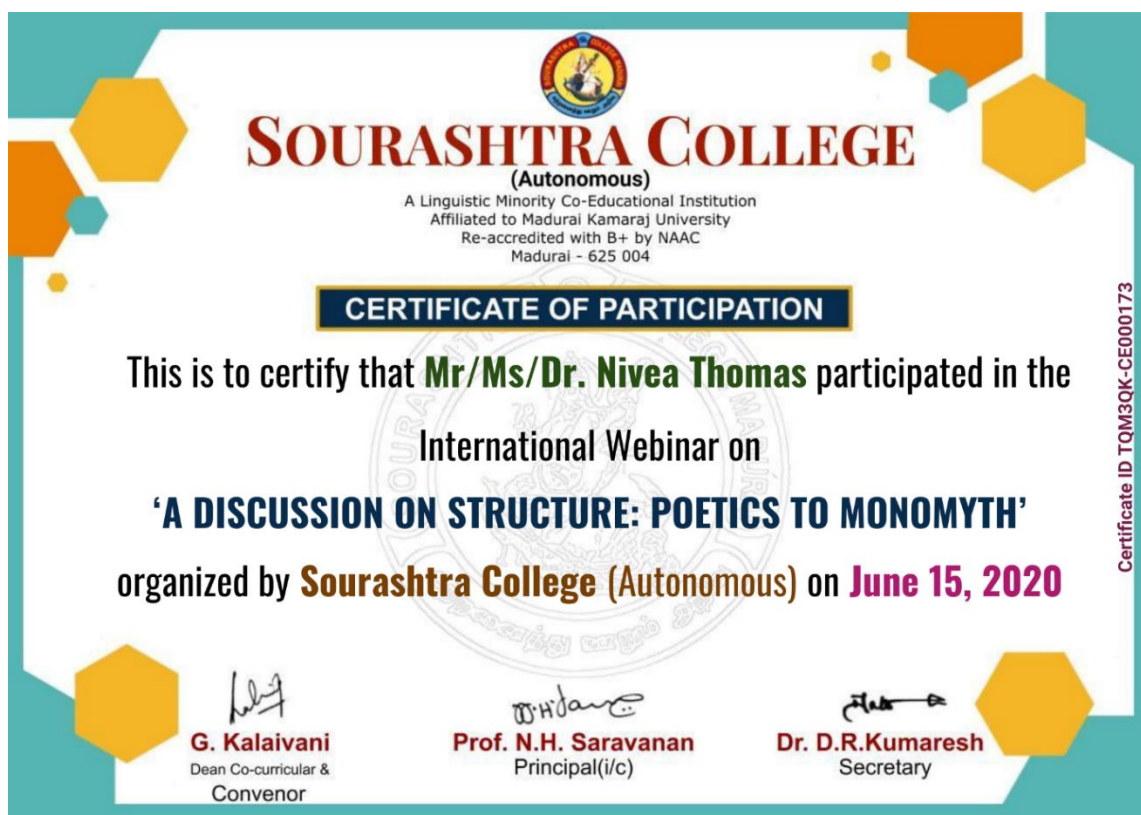 SOURASHTRA COLLEGE
(Autonomous)
A Linguistic Minority Co-Educational Institution
Affiliated to Madurai Kamaraj University
Re-accredited with B+ by NAAC
Madurai - 625 004
CERTIFICATE OF PARTICIPATION
This is to certify that Mr/Ms/Dr. Nivea Thomas participated in the
International Webinar on
‘A DISCUSSION ON STRUCTURE: POETICS TO MONOMYTH’
organized by Sourashtra College (Autonomous) on June 15, 2020
G. Kalaivani
Dean Co-curricular &
Convenor
Prof. N.H. Saravanan
Principal(i/c)
Dr. D.R.Kumaresh
Secretary
Certificate ID TQM3QK-CE000173